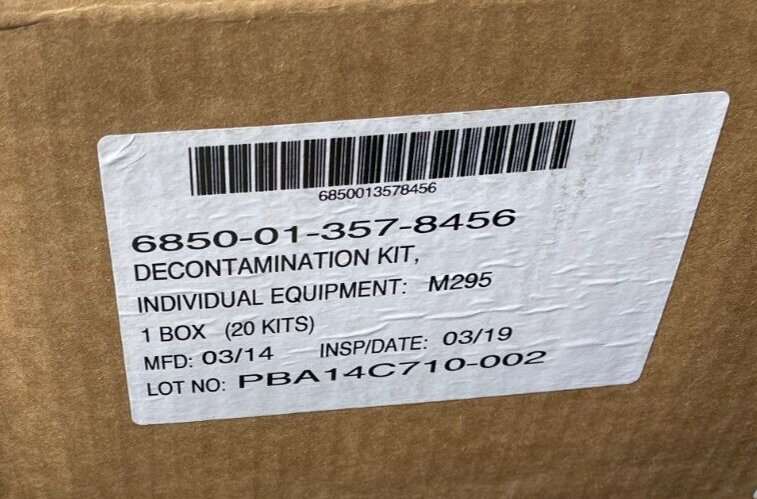 6850013578456
6850-01-357-8456
DECONTAMINATION KIT,
INDIVIDUAL EQUIPMENT: M295
1 BOX (20 KITS)
MFD: 03/14 INSP/DATE: 03/19
LOT NO: PBA14C710-002